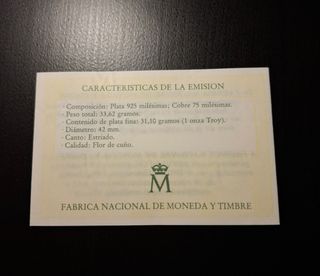 CARACTERISTICAS DE LA EMISION
· Composición: Plata 925 milésimas; Cobre 75 milésimas.
· Peso total: 33,62 gramos.
· Contenido de plata fina: 31,10 gramos (1 onza Troy).
· Diámetro: 42 mm.
· Canto: Estriado.
· Calidad: Flor de cuño.
M
FABRICA NACIONAL DE MONEDA Y TIMBRE